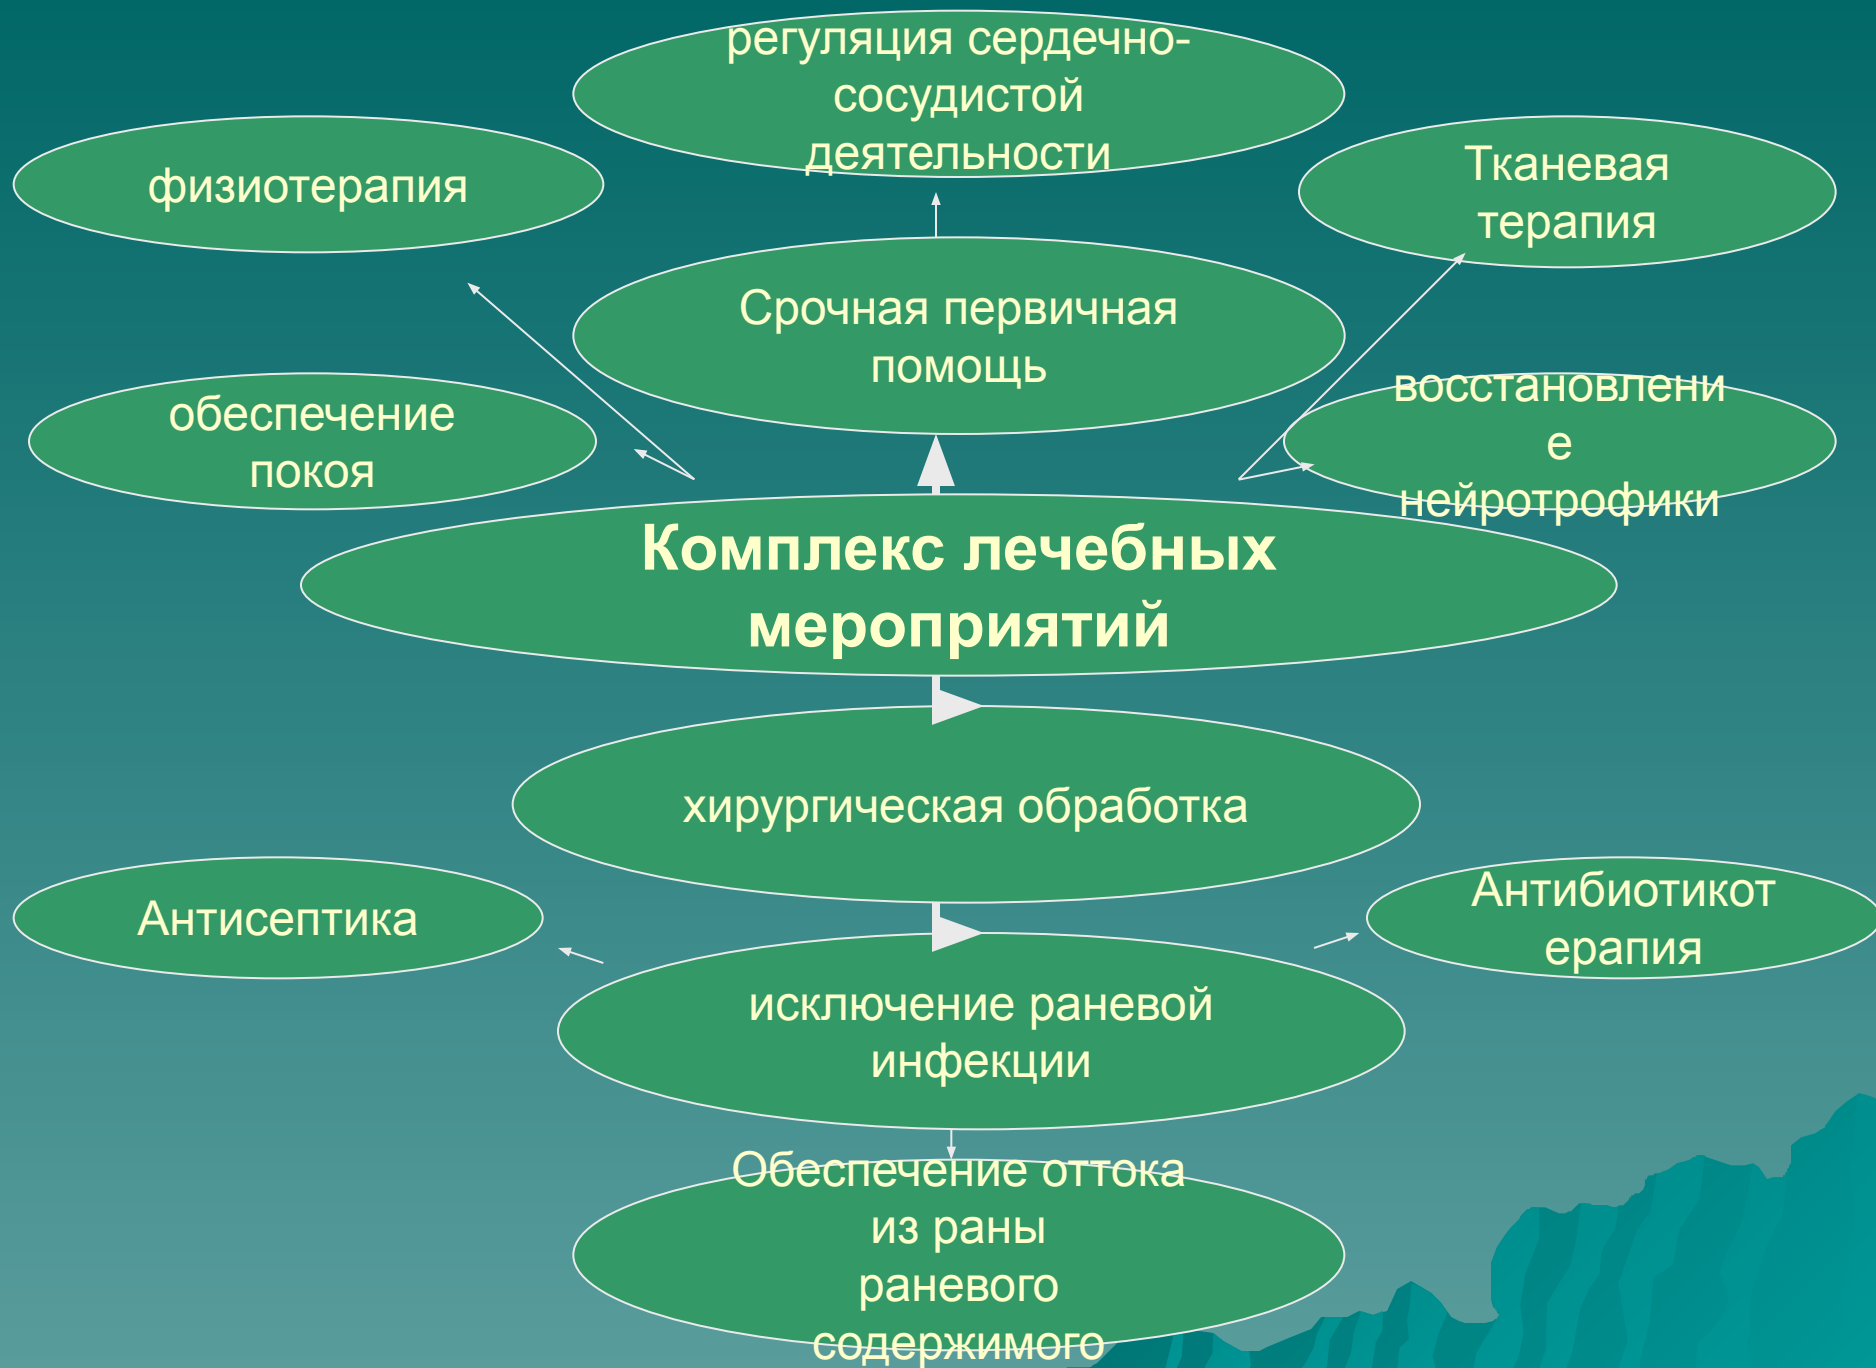 регуляция сердечно-
сосудистой
деятельности
физиотерапия
Тканевая
терапия
Срочная первичная
помощь
обеспечение
покоя
восстановлени
е
нейротрофики
Комплекс лечебных
мероприятий
хирургическая обработка
Антисептика
Антибиотикот
ерапия
исключение раневой
инфекции
Обеспечение оттока
из раны
раневого
содержимого